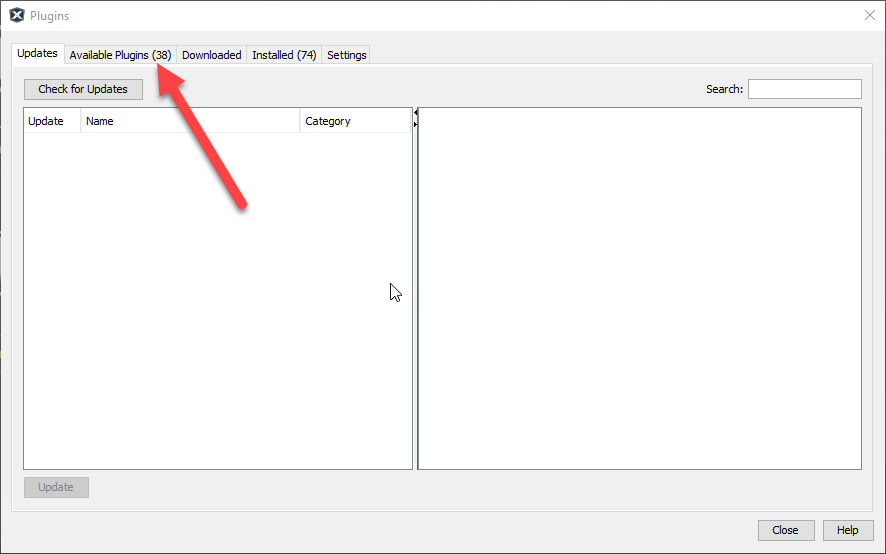 Plugins
Updates Available Plugins (38) Downloaded Installed (74) Settings
Check for Updates Search:
Update Name Category
Update
Close Help